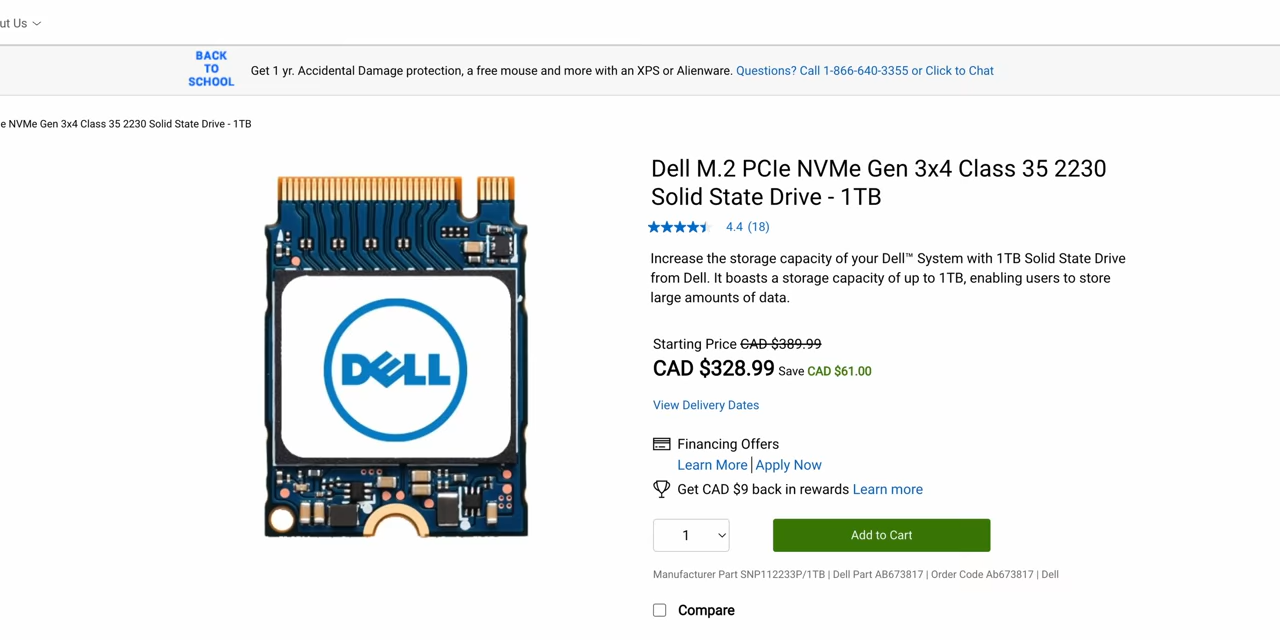 ut Us
BACK
TO
SCHOOL
Get 1 yr. Accidental Damage protection, a free mouse and more with an XPS or Alienware. Questions? Call 1-866-640-3355 or Click to Chat
e NVMe Gen 3x4 Class 35 2230 Solid State Drive - 1TB
DELL
Dell M.2 PCIe NVMe Gen 3x4 Class 35 2230
Solid State Drive - 1TB
4.4 (18)
Increase the storage capacity of your Dell™ System with 1TB Solid State Drive
from Dell. It boasts a storage capacity of up to 1TB, enabling users to store
large amounts of data.
Starting Price CAD $389.99
CAD $328.99 Save CAD $61.00
View Delivery Dates
Financing Offers
Learn More | Apply Now
Get CAD $9 back in rewards Learn more
1
Add to Cart
Manufacturer Part SNP112233P/1TB | Dell Part AB673817 | Order Code Ab673817 | Dell
Compare